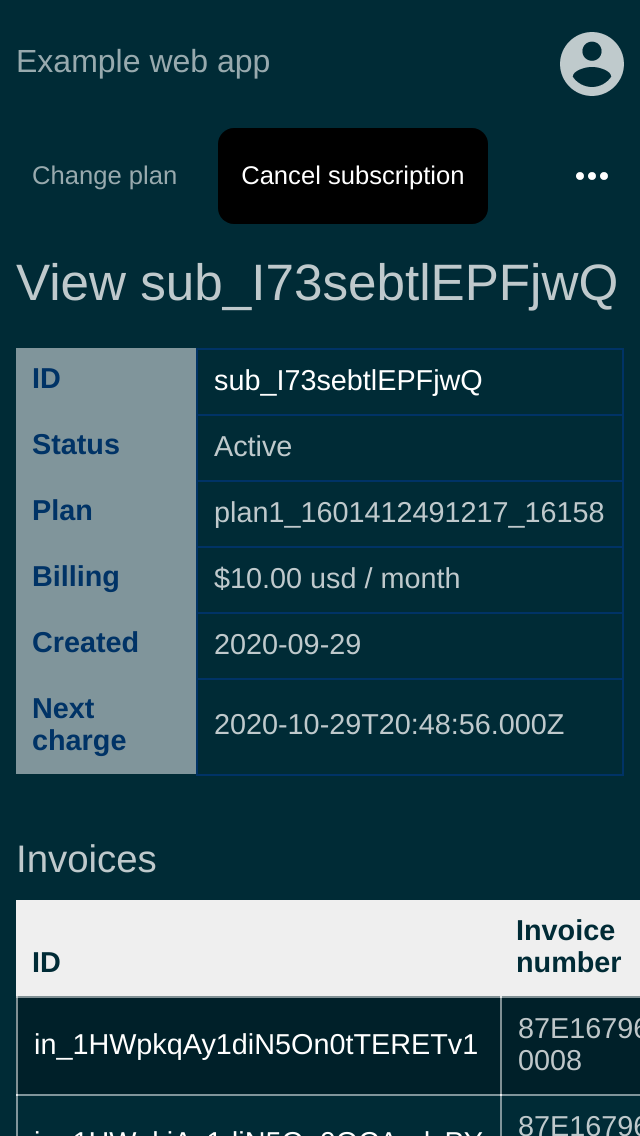 Example web app
Change plan Cancel subscription
View sub_I73sebtlEPFjwQ
ID sub_I73sebtlEPFjwQ
Status Active
Plan plan1_1601412491217_16158
Billing $10.00 usd / month
Created 2020-09-29
Next charge 2020-10-29T20:48:56.000Z
Invoices
ID Invoice number
in_1HWpkqAy1diN5On0tTERETv1 87E16796
0008
87E16796